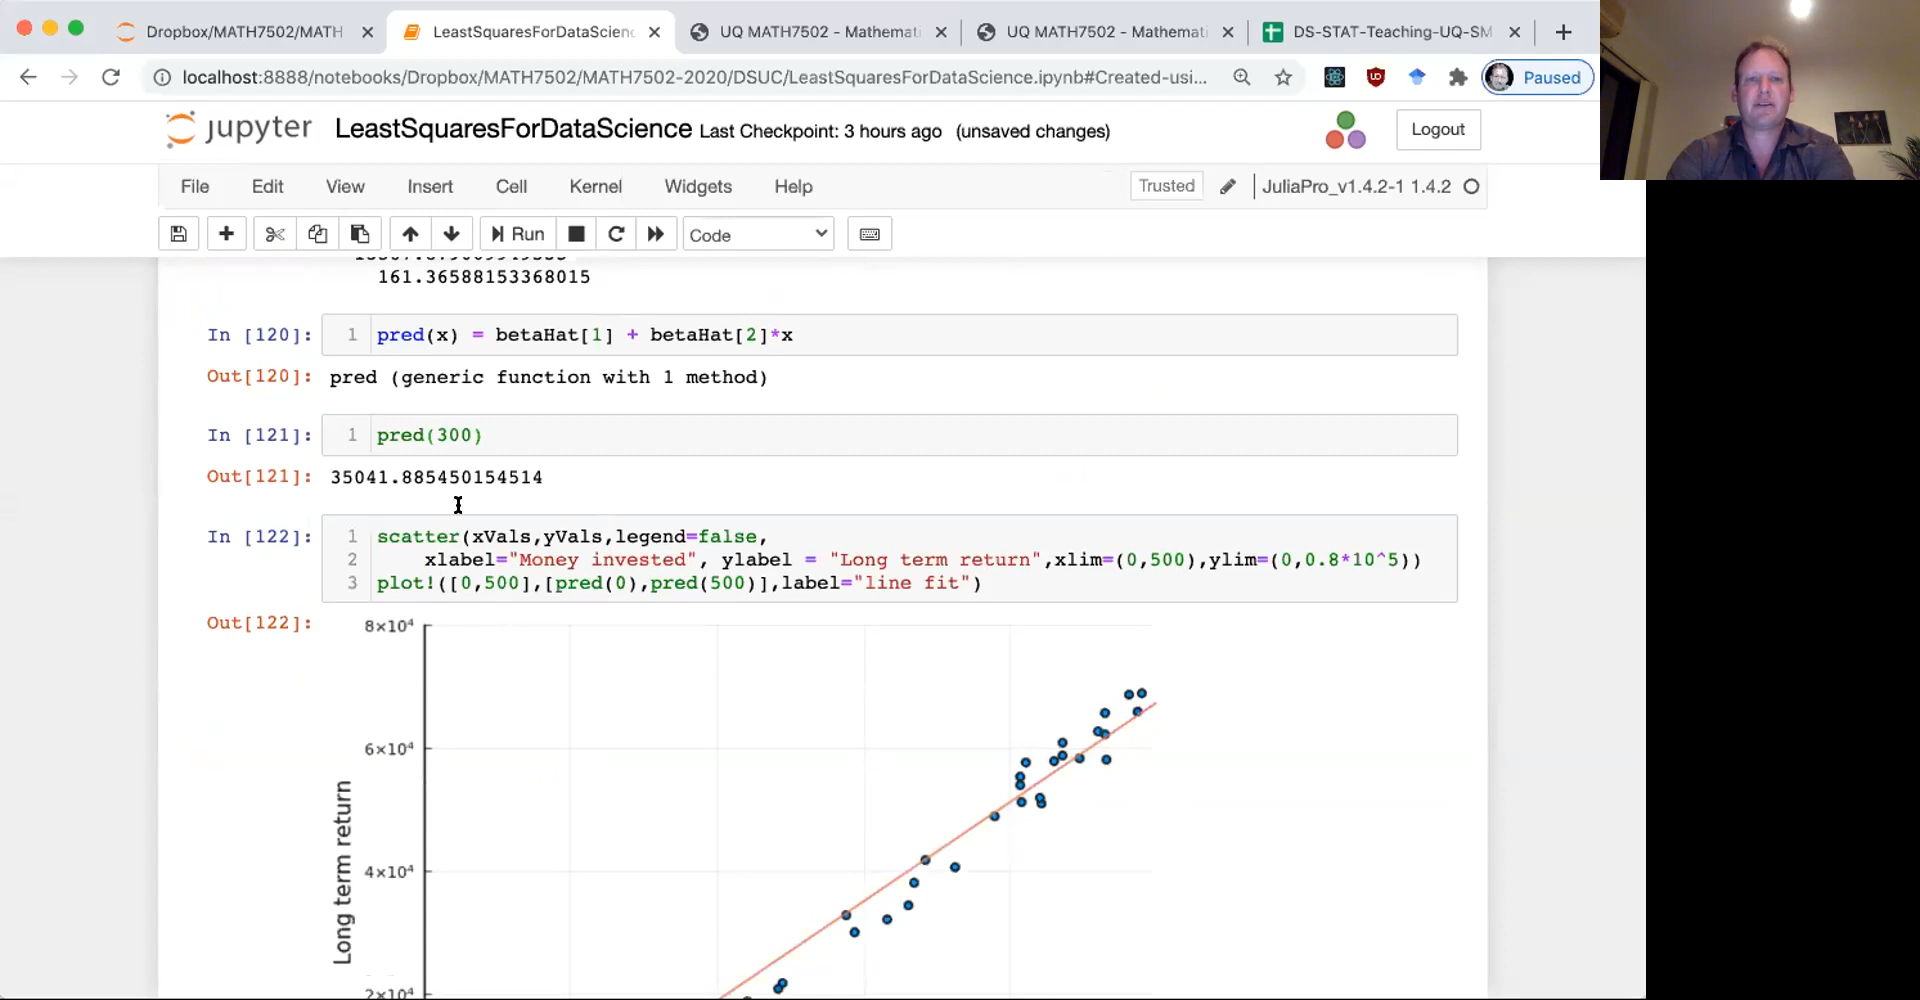 Dropbox/MATH7502/MATH
LeastSquaresForDataScienc
UQ MATH7502 - Mathemati
UQ MATH7502 - Mathemat
DS-STAT-Teaching-UQ-SM
localhost:8888/notebooks/Dropbox/MATH7502/MATH7502-2020/DSUC/LeastSquaresForDataScience.ipynb#Created-usi...
Paused
jupyter LeastSquaresForDataScience Last Checkpoint: 3 hours ago (unsaved changes)
Logout
File Edit View Insert Cell Kernel Widgets Help
Trusted JuliaPro_v1.4.2-1 1.4.2
Run Code
161.36588153368015
In [120]: 1 pred(x) = betaHat[1] + betaHat[2]*x
Out[120]: pred (generic function with 1 method)
In [121]: 1 pred(300)
Out[121]: 35041.885450154514
In [122]: 1 scatter(xVals,yVals,legend=false,
2 xlabel="Money invested", ylabel = "Long term return",xlim=(0,500),ylim=(0,0.8*10^5))
3 plot!([0,500],[pred(0),pred(500)],label="line fit")
Out[122]:
8×10⁴
6×10⁴
4×10⁴
2×10⁴
Long term return